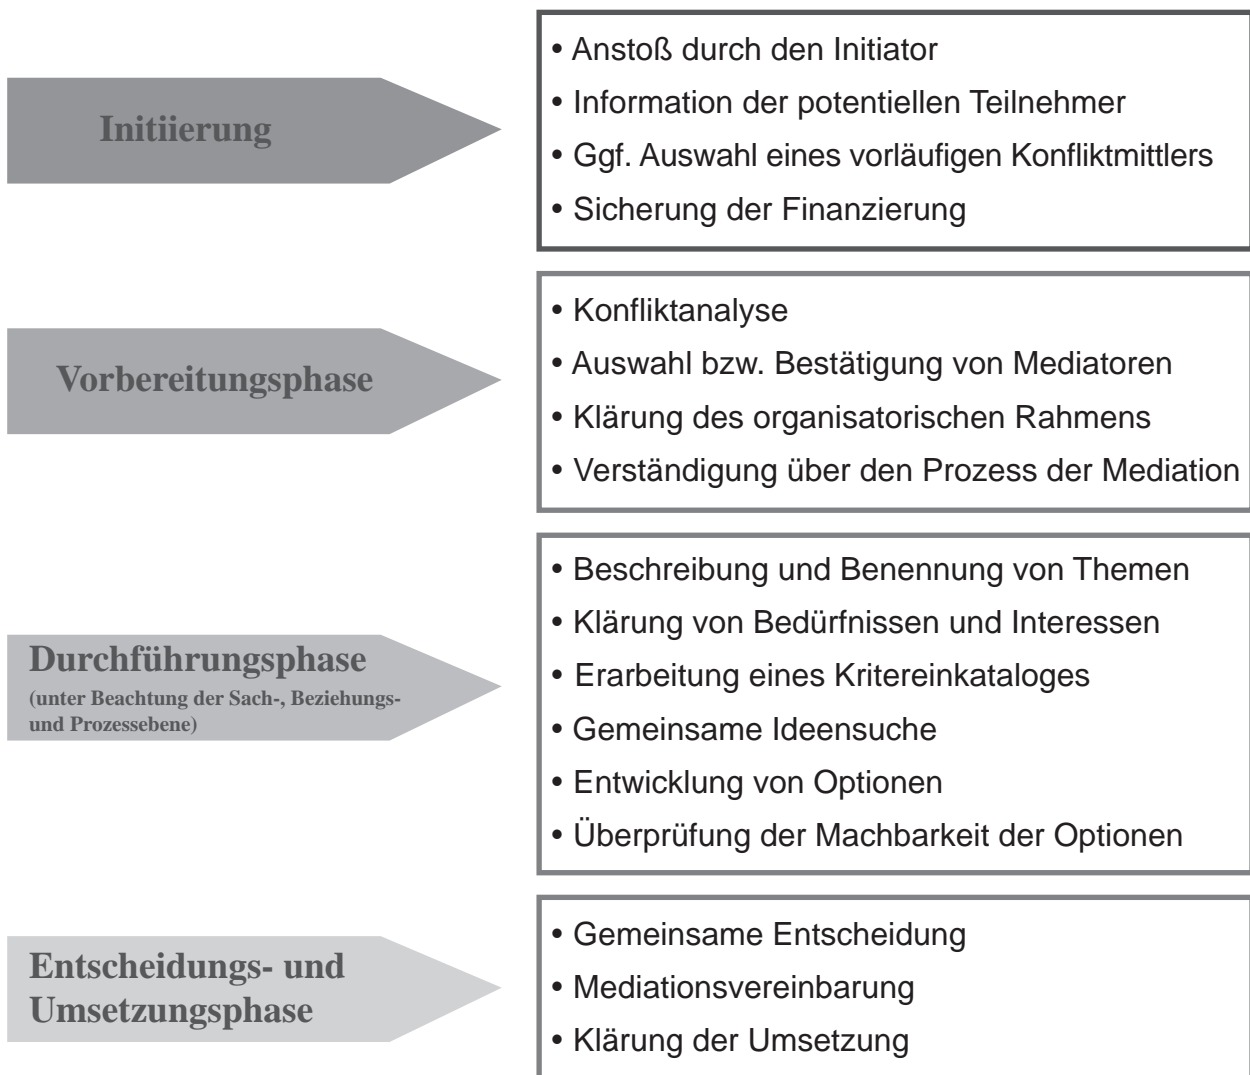 Initiierung
• Anstoß durch den Initiator
• Information der potentiellen Teilnehmer
• Ggf. Auswahl eines vorläufigen Konfliktmittlers
• Sicherung der Finanzierung
Vorbereitungsphase
• Konfliktanalyse
• Auswahl bzw. Bestätigung von Mediatoren
• Klärung des organisatorischen Rahmens
• Verständigung über den Prozess der Mediation
Durchführungsphase
(unter Beachtung der Sach-, Beziehungs-
und Prozessebene)
• Beschreibung und Benennung von Themen
• Klärung von Bedürfnissen und Interessen
• Erarbeitung eines Kritereinkataloges
• Gemeinsame Ideensuche
• Entwicklung von Optionen
• Überprüfung der Machbarkeit der Optionen
Entscheidungs- und
Umsetzungsphase
• Gemeinsame Entscheidung
• Mediationsvereinbarung
• Klärung der Umsetzung